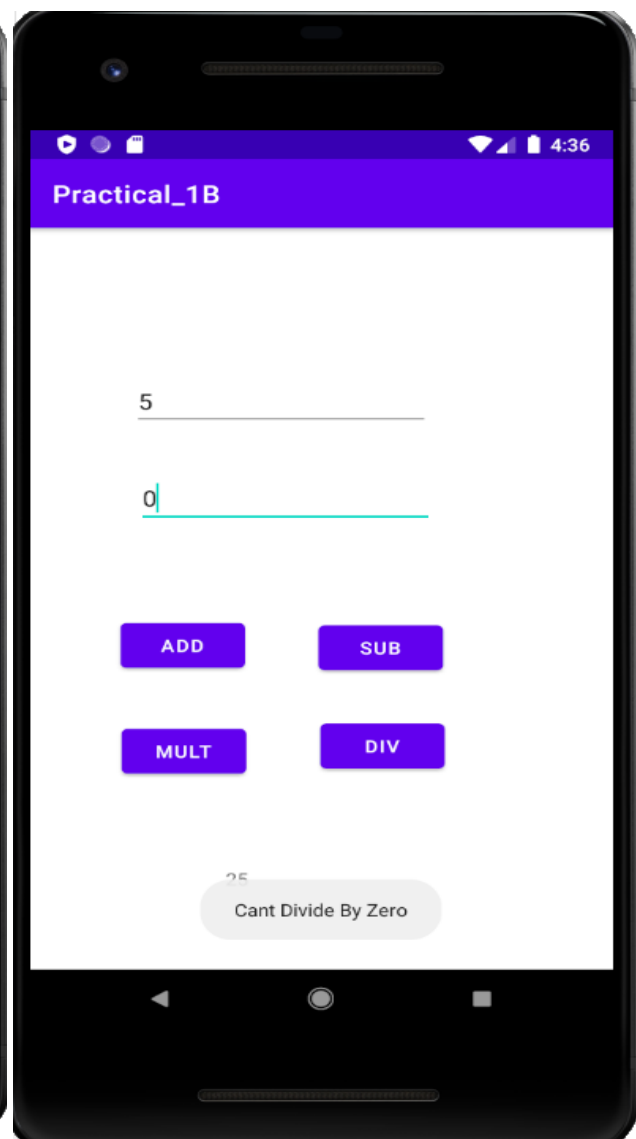 4:36
Practical_1B
5
0
ADD SUB
MULT DIV
25
Cant Divide By Zero